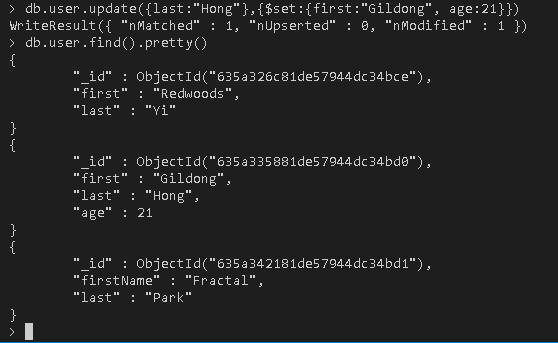 > db.user.update({last:"Hong"},{$set:{first:"Gildong", age:21}})
WriteResult({ "nMatched" : 1, "nUpserted" : 0, "nModified" : 1 })
> db.user.find().pretty()
{
        "_id" : ObjectId("635a326c81de57944dc34bce"),
        "first" : "Redwoods",
        "last" : "Yi"
}
{
        "_id" : ObjectId("635a335881de57944dc34bd0"),
        "first" : "Gildong",
        "last" : "Hong",
        "age" : 21
}
{
        "_id" : ObjectId("635a342181de57944dc34bd1"),
        "firstName" : "Fractal",
        "last" : "Park"
}
>